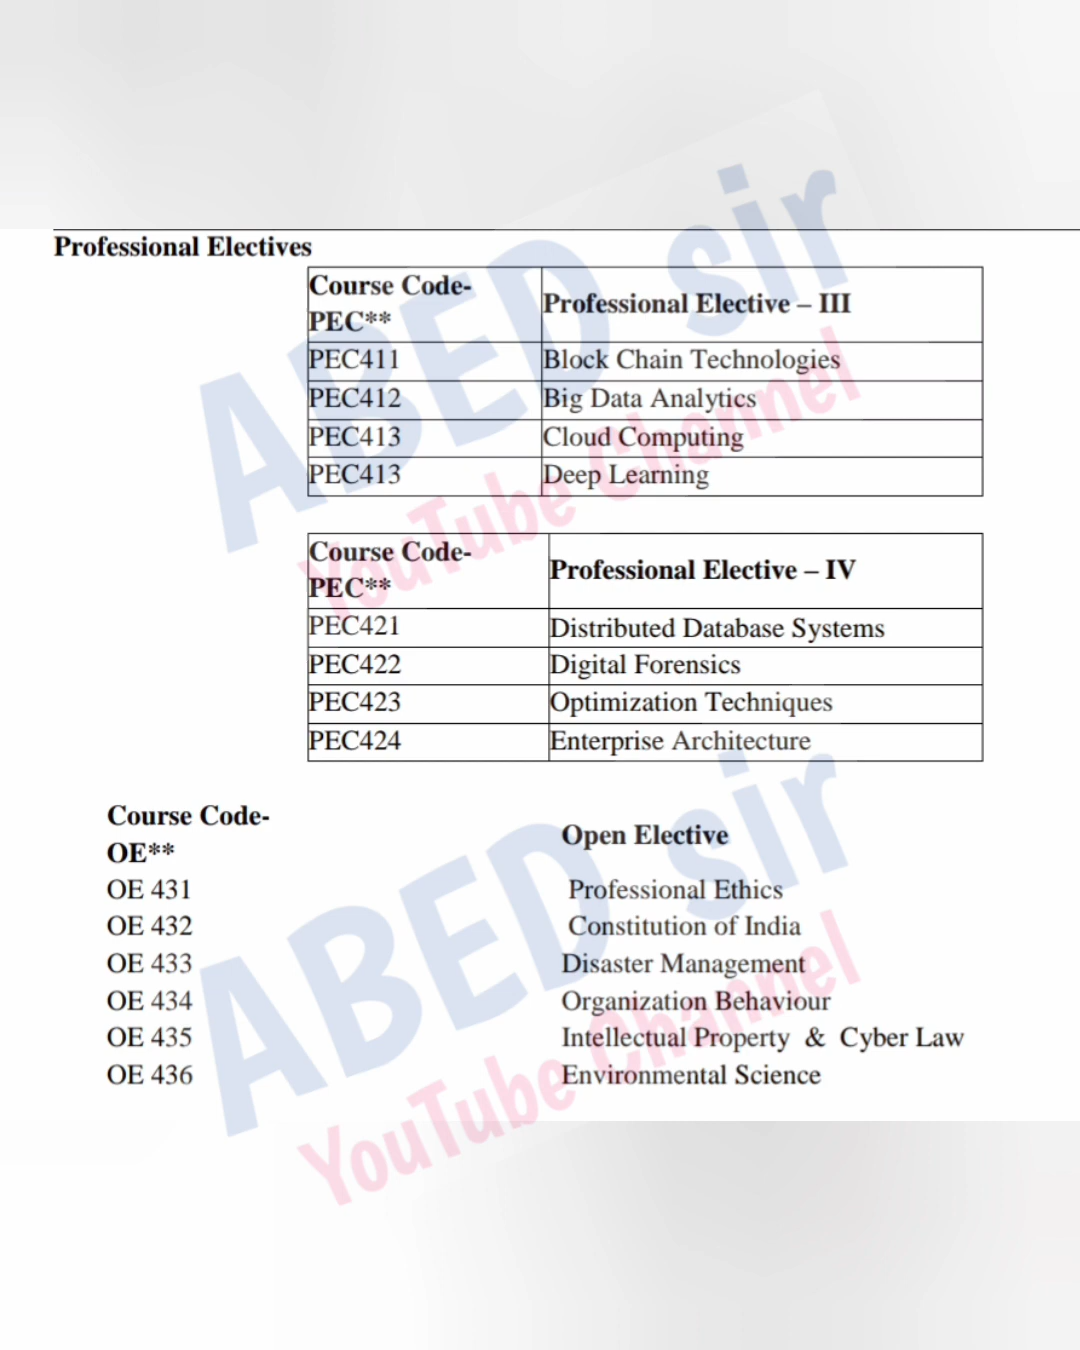 Professional Electives
Course Code-
PEC**
Professional Elective – III
PEC411 Block Chain Technologies
PEC412 Big Data Analytics
PEC413 Cloud Computing
PEC413 Deep Learning
Course Code-
PEC**
Professional Elective – IV
PEC421 Distributed Database Systems
PEC422 Digital Forensics
PEC423 Optimization Techniques
PEC424 Enterprise Architecture
Course Code-
OE**
Open Elective
OE 431 Professional Ethics
OE 432 Constitution of India
OE 433 Disaster Management
OE 434 Organization Behaviour
OE 435 Intellectual Property & Cyber Law
OE 436 Environmental Science
ABED sir
YouTube Channel
ABED sir
YouTube Channel